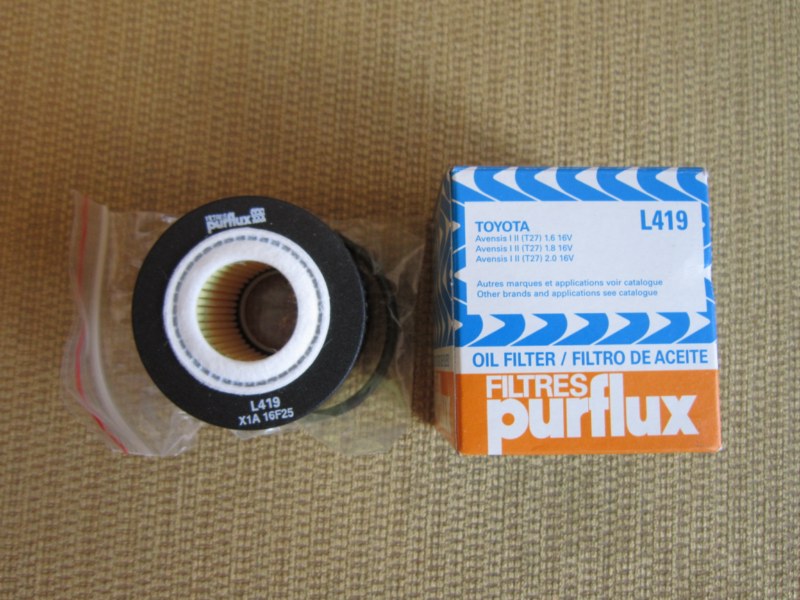 purflux
L419
X1A 16F25
TOYOTA
L419
Avensis I II (T27) 1.6 16V
Avensis I II (T27) 1.8 16V
Avensis I II (T27) 2.0 16V
Autres marques et applications voir catalogue
Other brands and applications see catalogue
OIL FILTER / FILTRO DE ACEITE
FILTRES
purflux